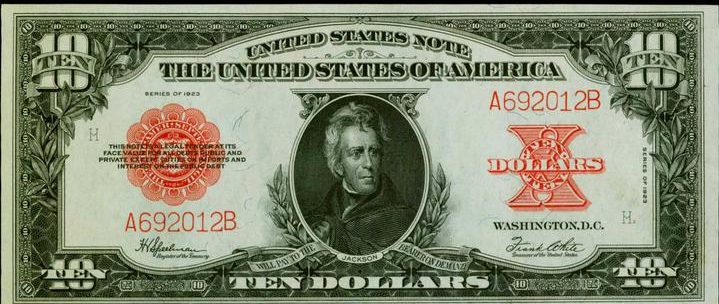 10 UNITED STATES NOTE 10
TEN THE UNITED STATES OF AMERICA TEN
SERIES OF 1923
A692012B
H
THIS NOTE IS A LEGAL TENDER AT ITS
FACE VALUE FOR ALL DEBTS PUBLIC AND
PRIVATE EXCEPT DUTIES ON IMPORTS AND
INTEREST ON THE PUBLIC DEBT
TEN
DOLLARS
X
SERIES OF 1923
A692012B
H
WASHINGTON, D.C.
H V Speelman
Register of the Treasury
Frank White
Treasurer of the United States
WILL PAY TO THE BEARER ON DEMAND
JACKSON
10 TEN DOLLARS 10
TEN TEN